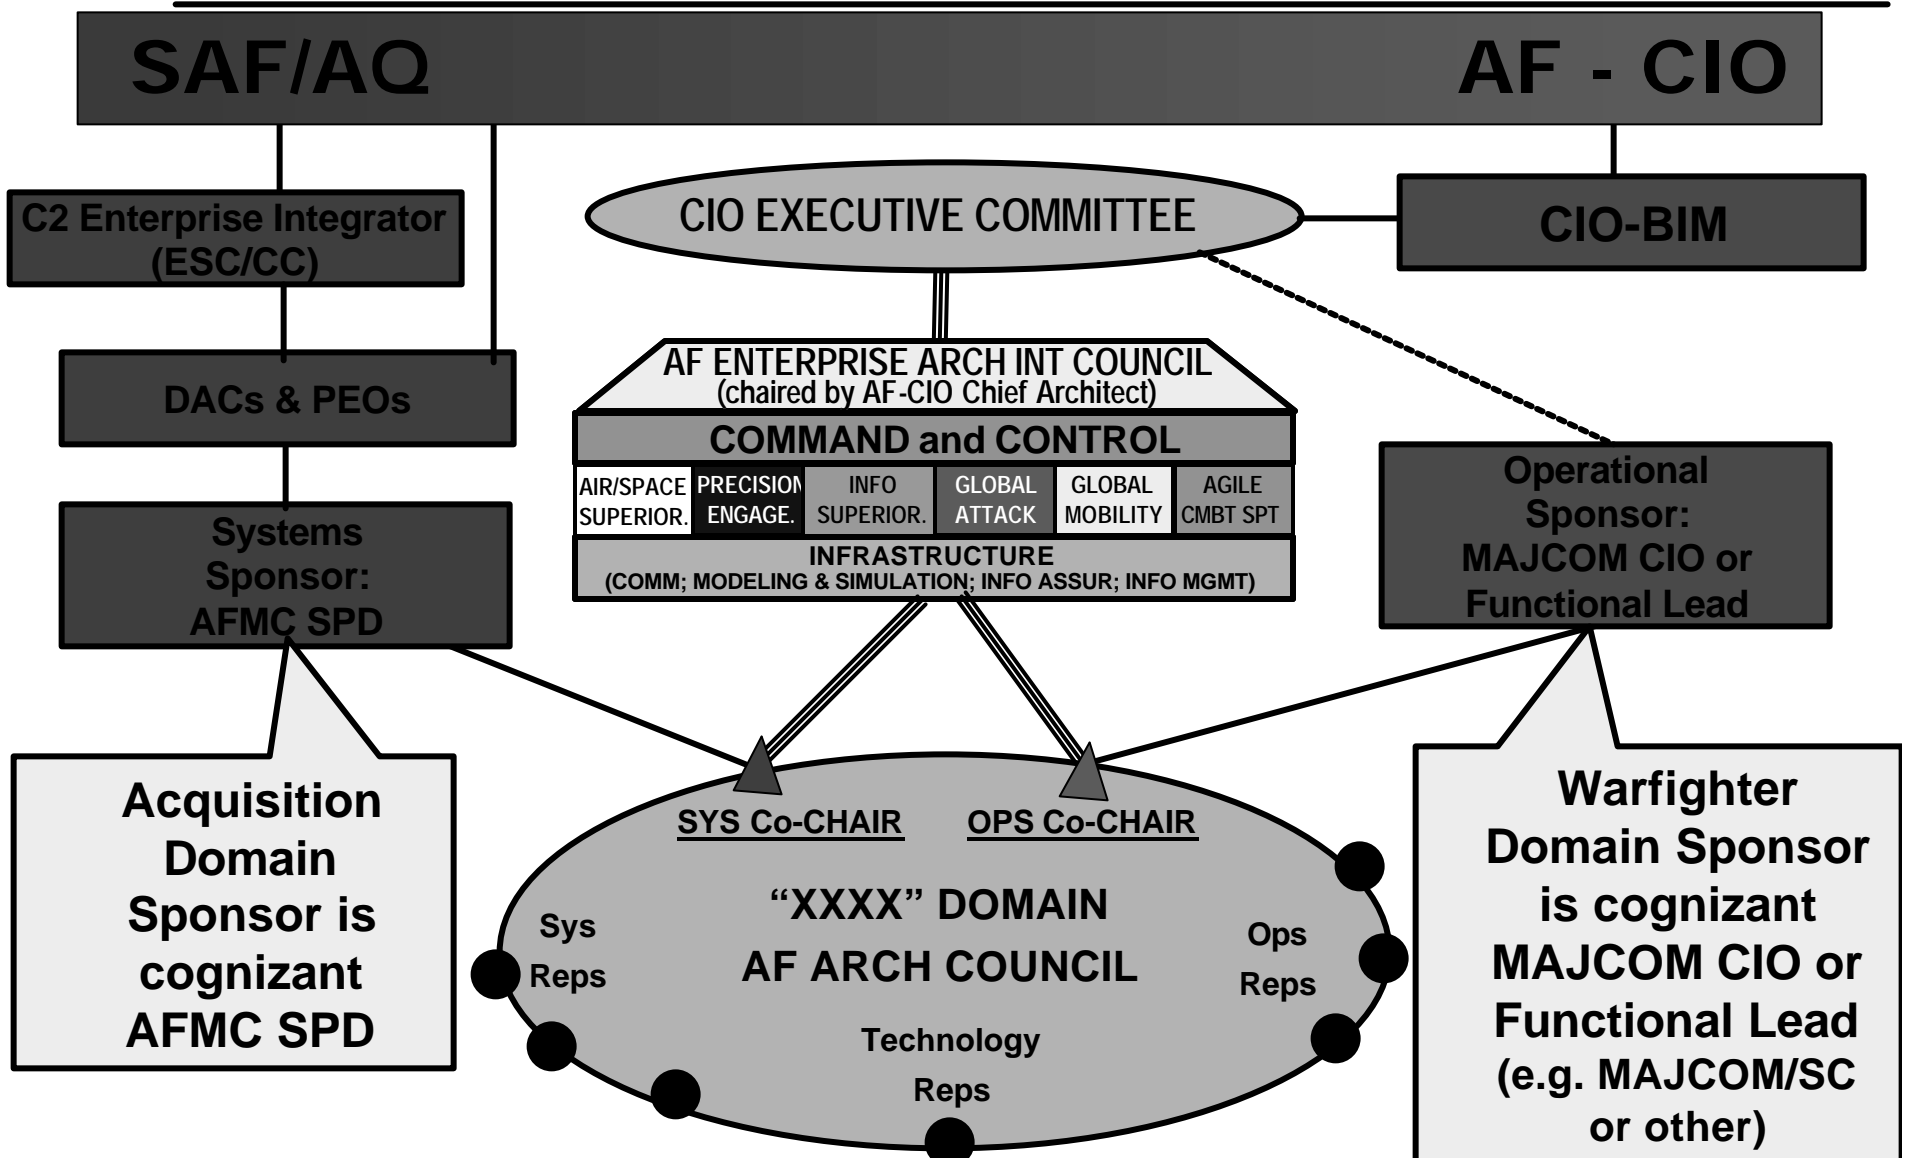 SAF/AQ
AF - CIO
C2 Enterprise Integrator
(ESC/CC)
CIO EXECUTIVE COMMITTEE
CIO-BIM
DACs & PEOs
AF ENTERPRISE ARCH INT COUNCIL
(chaired by AF-CIO Chief Architect)
COMMAND and CONTROL
AIR/SPACE
SUPERIOR.
PRECISION
ENGAGE.
INFO
SUPERIOR.
GLOBAL
ATTACK
GLOBAL
MOBILITY
AGILE
CMBT SPT
INFRASTRUCTURE
(COMM; MODELING & SIMULATION; INFO ASSUR; INFO MGMT)
Systems
Sponsor:
AFMC SPD
Operational
Sponsor:
MAJCOM CIO or
Functional Lead
Acquisition
Domain
Sponsor is
cognizant
AFMC SPD
SYS Co-CHAIR
OPS Co-CHAIR
“XXXX” DOMAIN
AF ARCH COUNCIL
Sys
Reps
Ops
Reps
Technology
Reps
Warfighter
Domain Sponsor
is cognizant
MAJCOM CIO or
Functional Lead
(e.g. MAJCOM/SC
or other)